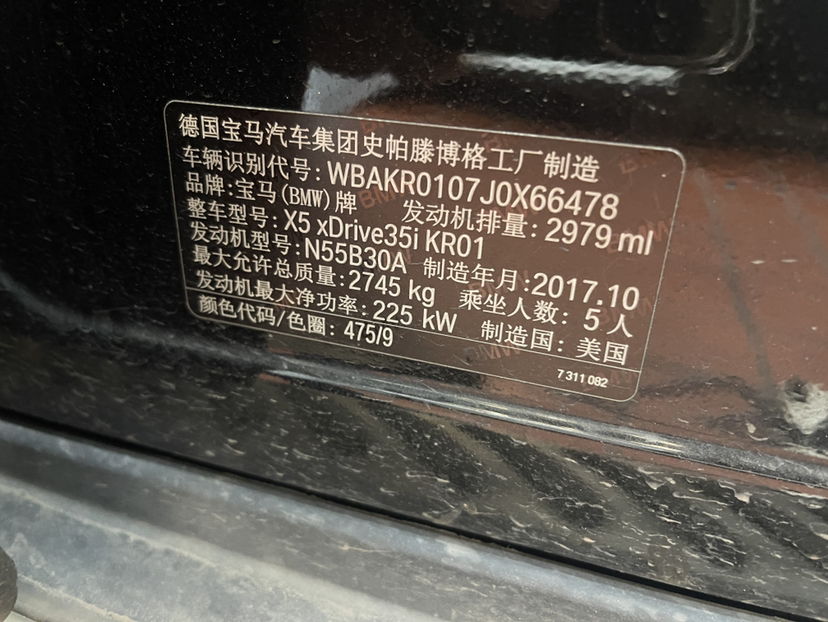 德国宝马汽车集团史帕滕博格工厂制造
车辆识别代号: WBAKR0107J0X66478
品牌: 宝马(BMW)牌 发动机排量: 2979 ml
整车型号: X5 xDrive35i KR01
发动机型号: N55B30A 制造年月: 2017.10
最大允许总质量: 2745 kg 乘坐人数: 5人
发动机最大净功率: 225 kW 制造国: 美国
颜色代码/色圈: 475/9
7 311 082